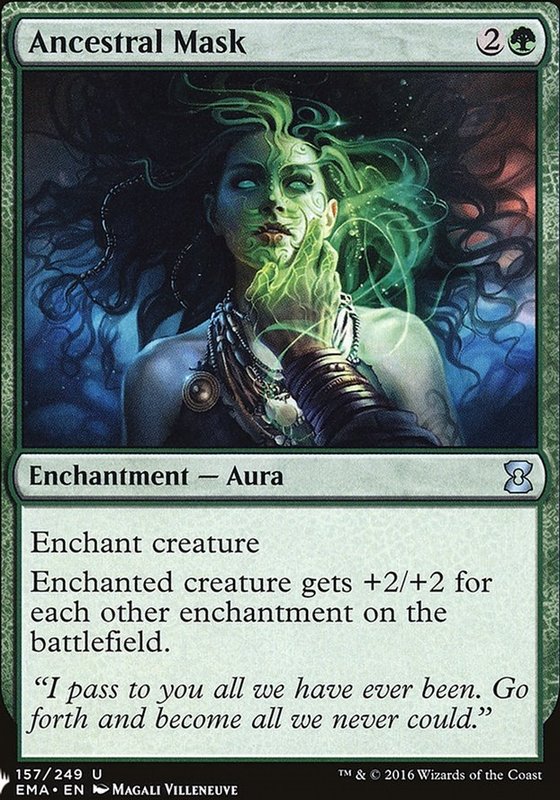 Ancestral Mask 2
Enchantment — Aura
Enchant creature
Enchanted creature gets +2/+2 for
each other enchantment on the
battlefield.
“I pass to you all we have ever been. Go
forth and become all we never could.”
157/249 U
EMA • EN Magali Villeneuve
™ & © 2016 Wizards of the Coast